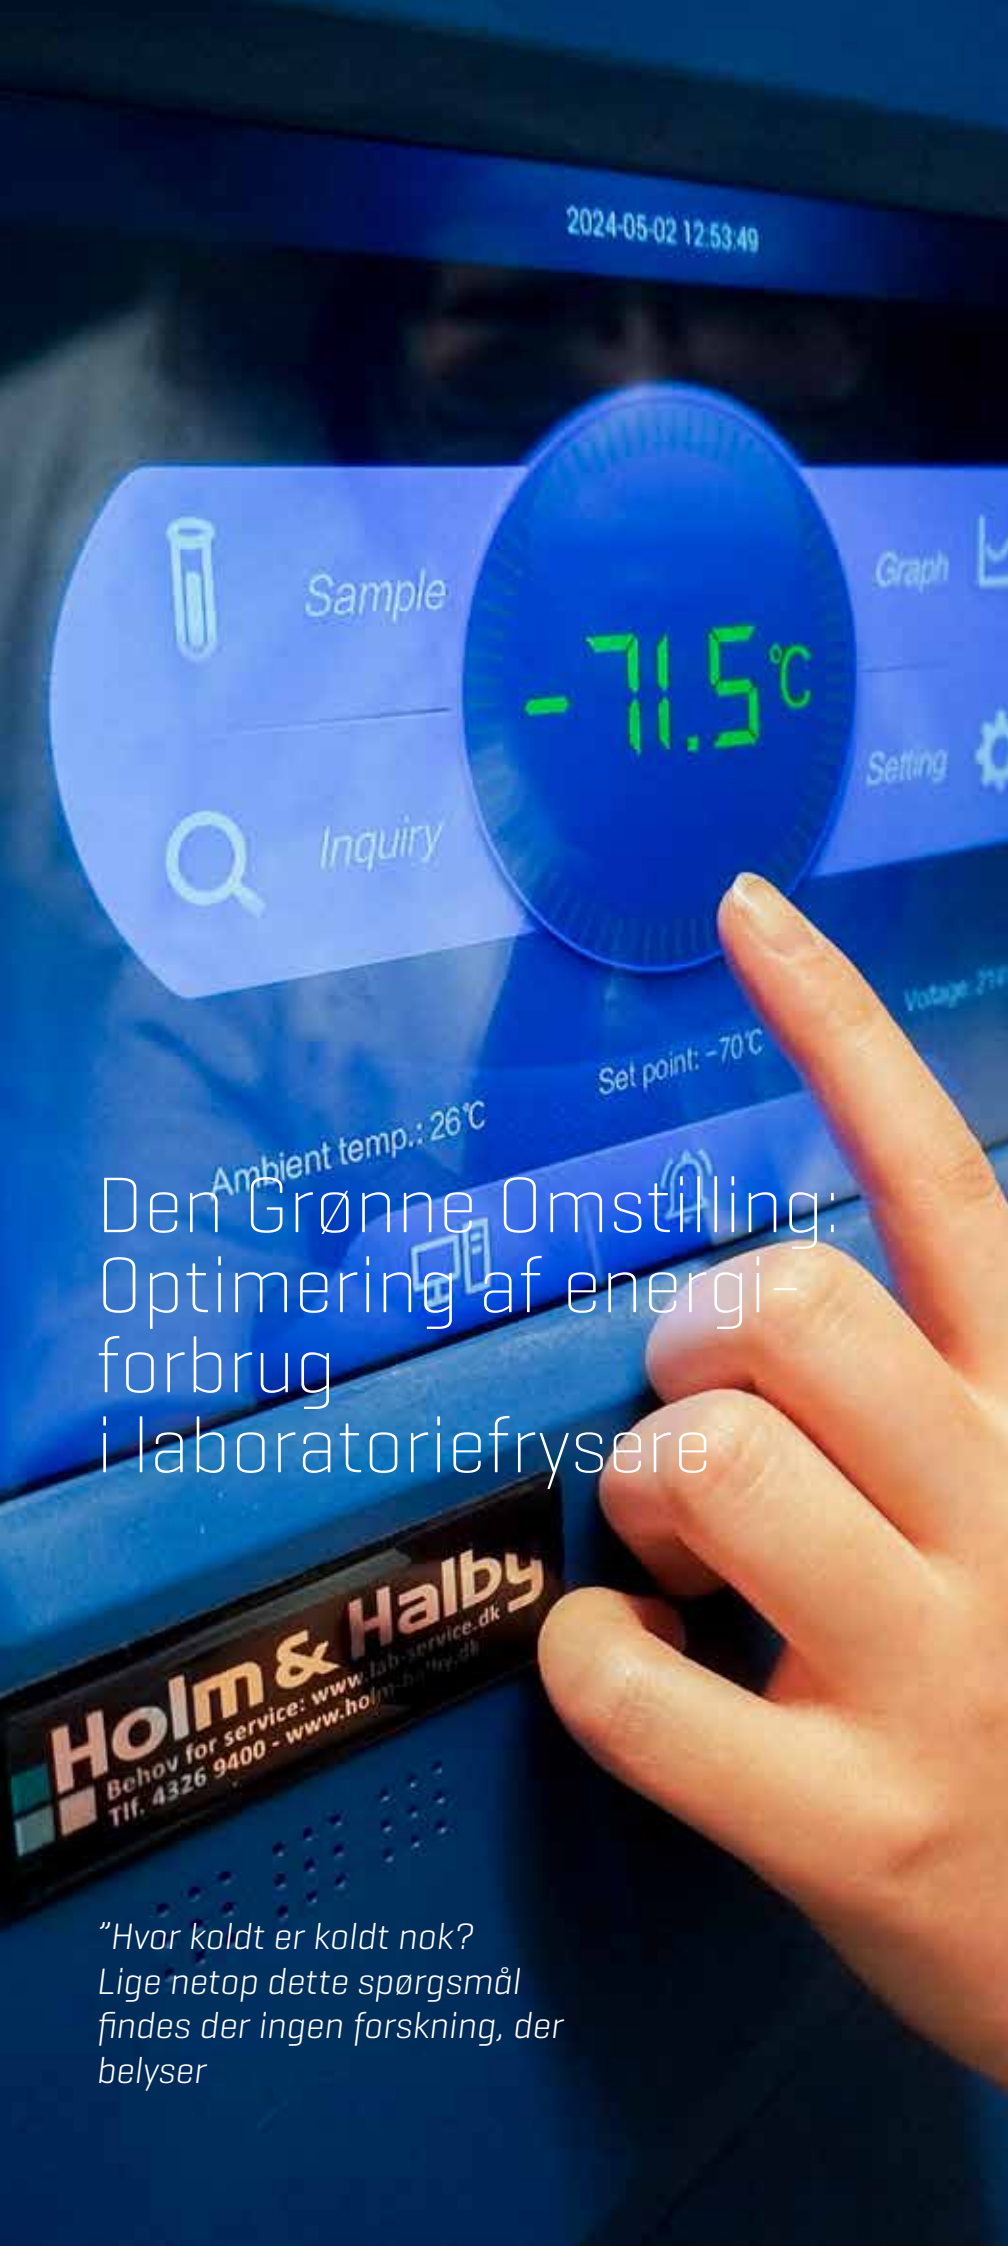 2024-05-02 12:53:49
Sample
Graph
-71.5°C
Setting
Inquiry
Voltage:
Set point: -70°C
Ambient temp.: 26°C
Den Grønne Omstilling:
Optimering af energi-
forbrug
i laboratoriefrysere
Holm & Halby
Behov for service: www.lab-service.dk
Tlf. 4326 9400 - www.holm-halby.dk
”Hvor koldt er koldt nok?
Lige netop dette spørgsmål
findes der ingen forskning, der
belyser